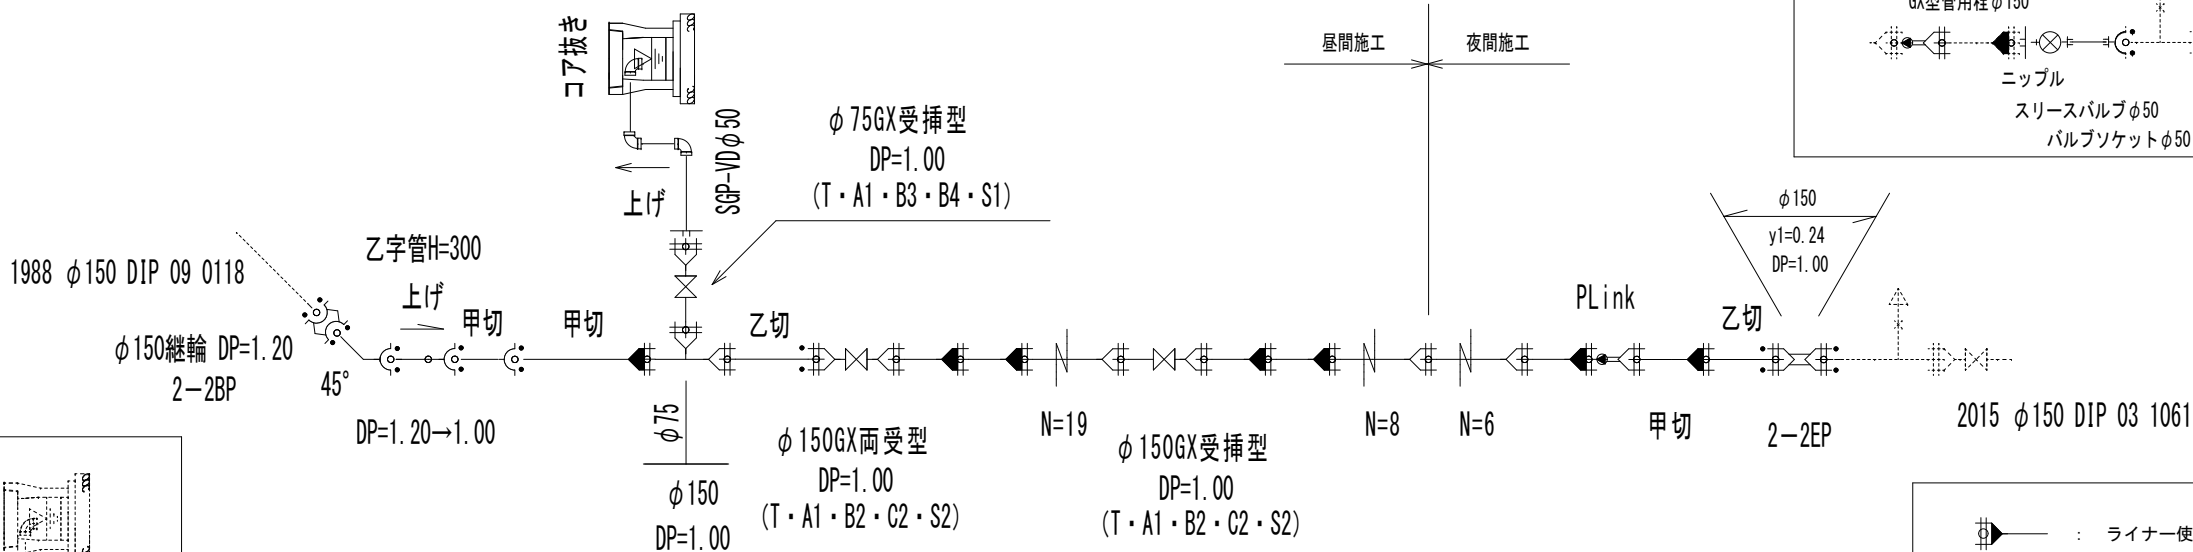 コア抜き
上げ
SGP-VDφ50
φ75GX受挿型
DP=1.00
(T・A1・B3・B4・S1)
昼間施工
夜間施工
GX型管用栓φ150
ニップル
スリースバルブφ50
バルブソケットφ50
φ150
y1=0.24
DP=1.00
1988 φ150 DIP 09 0118
乙字管H=300
上げ
甲切
甲切
乙切
PLink
乙切
φ150継輪 DP=1.20
2-2BP
45°
DP=1.20→1.00
φ75
φ150
DP=1.00
φ150GX両受型
DP=1.00
(T・A1・B2・C2・S2)
N=19
φ150GX受挿型
DP=1.00
(T・A1・B2・C2・S2)
N=8
N=6
甲切
2-2EP
2015 φ150 DIP 03 1061
: ライナー使